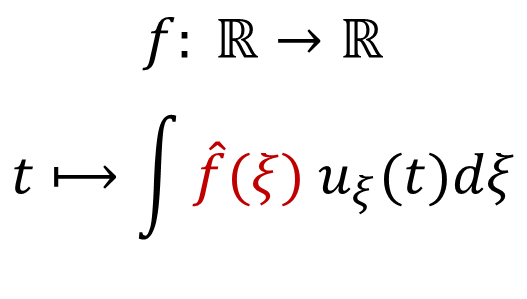 f: ℝ → ℝ
t ⟼ ∫ f̂(ξ) u_ξ(t)dξ